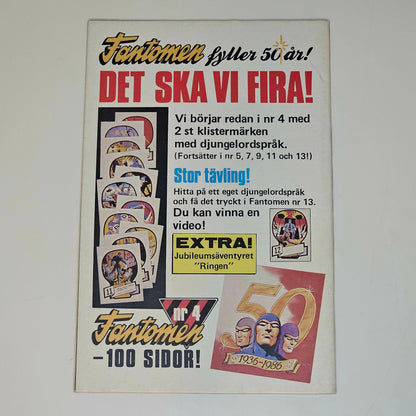 Fantomen fyller 50 år!
DET SKA VI FIRA!
Vi börjar redan i nr 4 med
2 st klistermärken
med djungelordspråk.
(Fortsätter i nr 5, 7, 9, 11 och 13!)
Stor tävling!
Hitta på ett eget djungelordspråk
och få det tryckt i Fantomen nr 13.
Du kan vinna en
video!
EXTRA!
Jubileumsäventyret
"Ringen"
12
11
nr 4
Fantomen
–100 SIDOR!
50
1936-1986